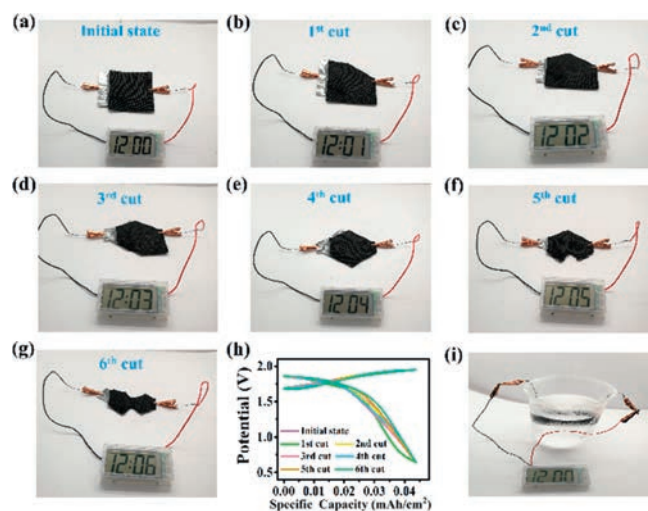 (a)
Initial state
12:00
(b)
1st cut
12:01
(c)
2nd cut
12:02
(d)
3rd cut
12:03
(e)
4th cut
12:04
(f)
5th cut
12:05
(g)
6th cut
12:06
(h)
Potential (V)
2.0
1.5
1.0
0.5
Initial state
1st cut 2nd cut
3rd cut 4th cut
5th cut 6th cut
0.00 0.01 0.02 0.03 0.04
Specific Capacity (mAh/cm²)
(i)
12:00